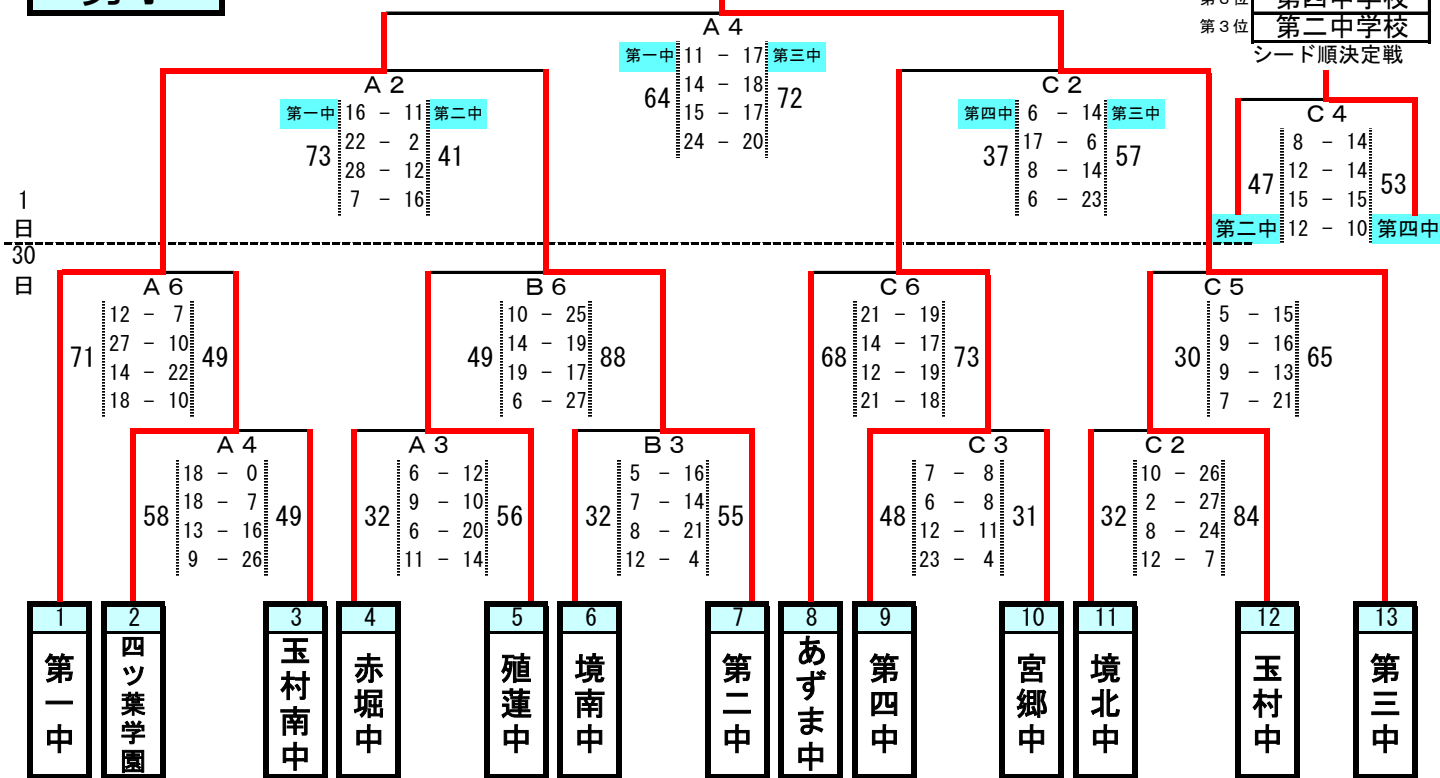 第四中学校
第３位 第二中学校
シード順決定戦
Ａ４
第一中 11 － 17 第三中
14 － 18
64 72
15 － 17
24 － 20
Ａ２
第一中 16 － 11 第二中
22 － 2
73 41
28 － 12
7 － 16
Ｃ２
第四中 6 － 14 第三中
17 － 6
37 57
8 － 14
6 － 23
Ｃ４
8 － 14
12 － 14
47 53
15 － 15
第二中 12 － 10 第四中
1
日
30
日
Ａ６
12 － 7
27 － 10
71 49
14 － 22
18 － 10
Ｂ６
10 － 25
14 － 19
49 88
19 － 17
6 － 27
Ｃ６
21 － 19
14 － 17
68 73
12 － 19
21 － 18
Ｃ５
5 － 15
9 － 16
30 65
9 － 13
7 － 21
Ａ４
18 － 0
18 － 7
58 49
13 － 16
9 － 26
Ａ３
6 － 12
9 － 10
32 56
6 － 20
11 － 14
Ｂ３
5 － 16
7 － 14
32 55
8 － 21
12 － 4
Ｃ３
7 － 8
6 － 8
48 31
12 － 11
23 － 4
Ｃ２
10 － 26
2 － 27
32 84
8 － 24
12 － 7
1 2 3 4 5 6 7 8 9 10 11 12 13
第一中
四ツ葉学園
玉村南中
赤堀中
殖蓮中
境南中
第二中
あずま中
第四中
宮郷中
境北中
玉村中
第三中